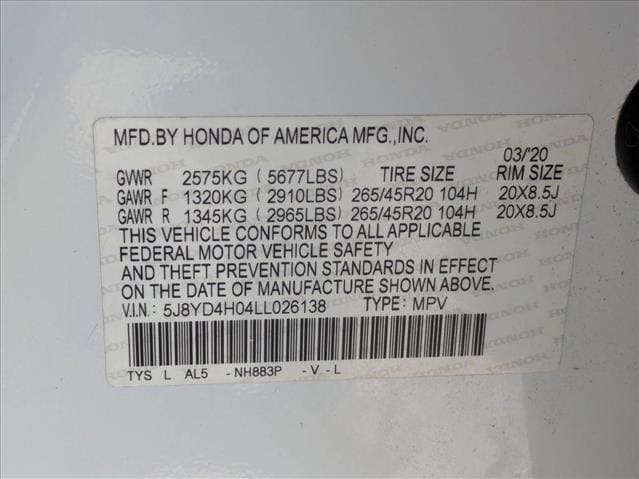 MFD.BY HONDA OF AMERICA MFG.,INC.
03/'20
GVWR 2575KG ( 5677LBS) TIRE SIZE RIM SIZE
GAWR F 1320KG ( 2910LBS) 265/45R20 104H 20X8.5J
GAWR R 1345KG ( 2965LBS) 265/45R20 104H 20X8.5J
THIS VEHICLE CONFORMS TO ALL APPLICABLE
FEDERAL MOTOR VEHICLE SAFETY
AND THEFT PREVENTION STANDARDS IN EFFECT
ON THE DATE OF MANUFACTURE SHOWN ABOVE.
V.I.N.: 5J8YD4H04LL026138 TYPE: MPV
TYS L AL5 -NH883P -V-L